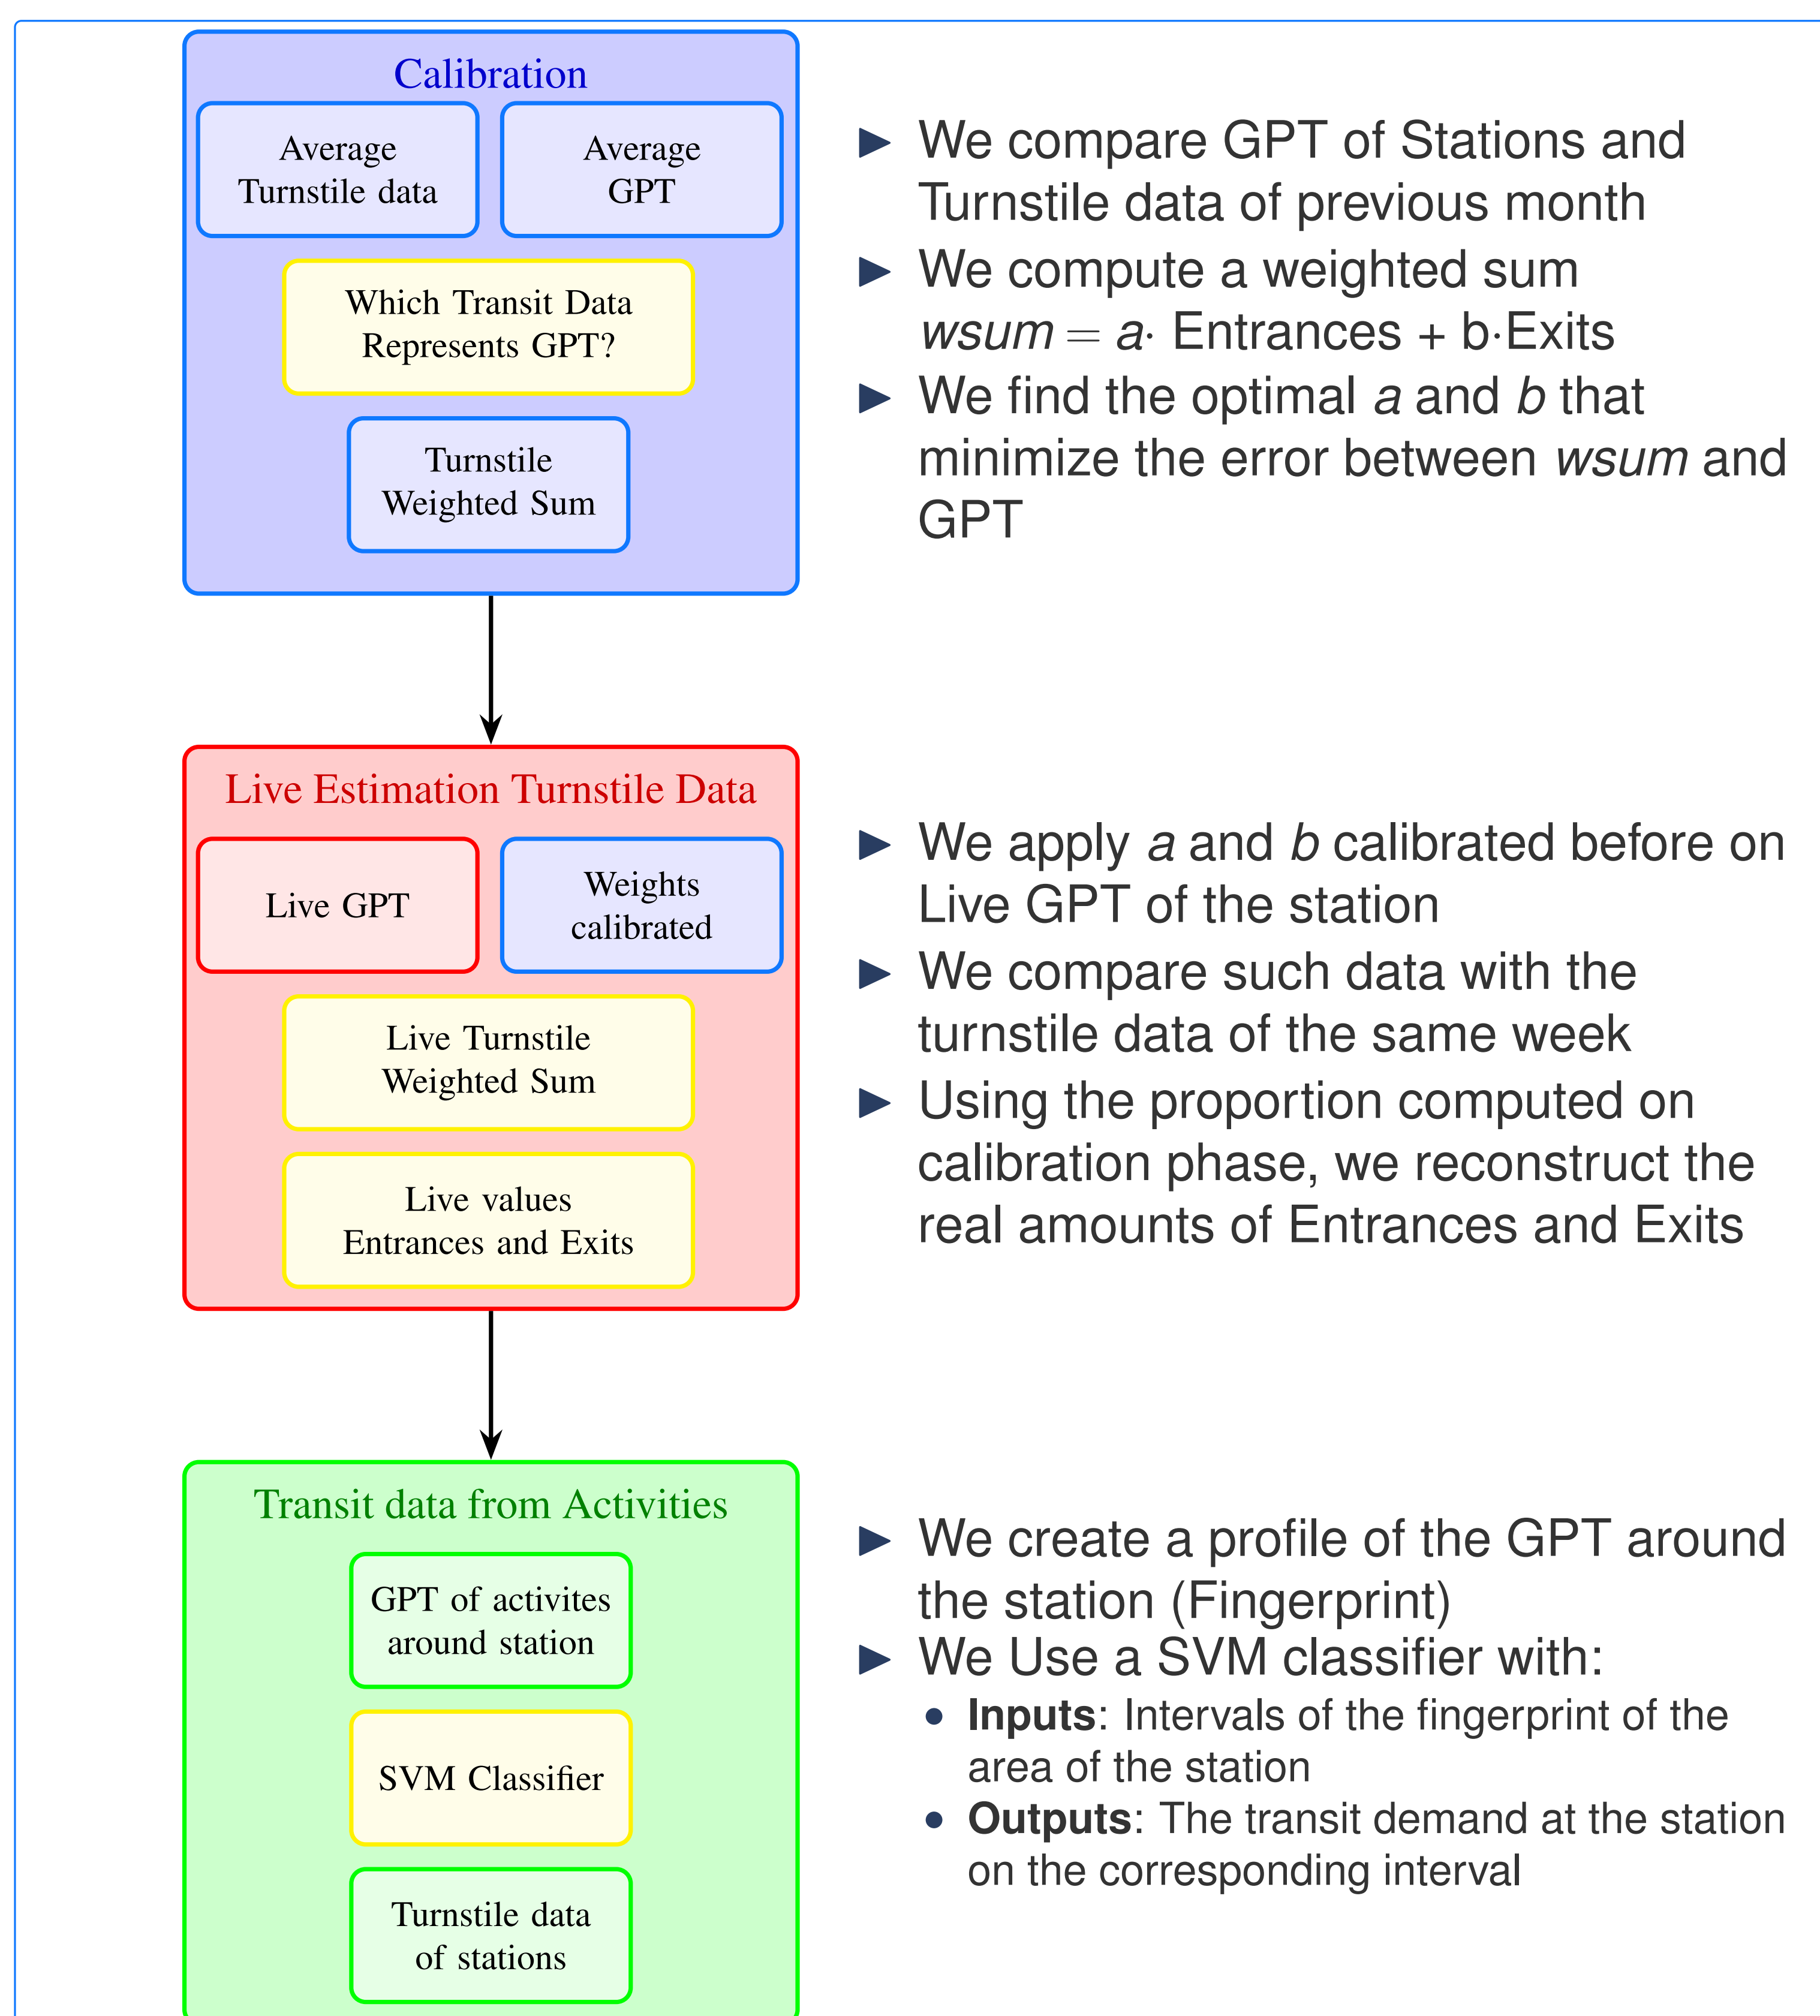 Calibration
Average
Turnstile data
Average
GPT
Which Transit Data
Represents GPT?
Turnstile
Weighted Sum
► We compare GPT of Stations and
Turnstile data of previous month
► We compute a weighted sum
wsum = a· Entrances + b·Exits
► We find the optimal a and b that
minimize the error between wsum and
GPT
Live Estimation Turnstile Data
Live GPT
Weights
calibrated
Live Turnstile
Weighted Sum
Live values
Entrances and Exits
► We apply a and b calibrated before on
Live GPT of the station
► We compare such data with the
turnstile data of the same week
► Using the proportion computed on
calibration phase, we reconstruct the
real amounts of Entrances and Exits
Transit data from Activities
GPT of activites
around station
SVM Classifier
Turnstile data
of stations
► We create a profile of the GPT around
the station (Fingerprint)
► We Use a SVM classifier with:
• Inputs: Intervals of the fingerprint of the
area of the station
• Outputs: The transit demand at the station
on the corresponding interval